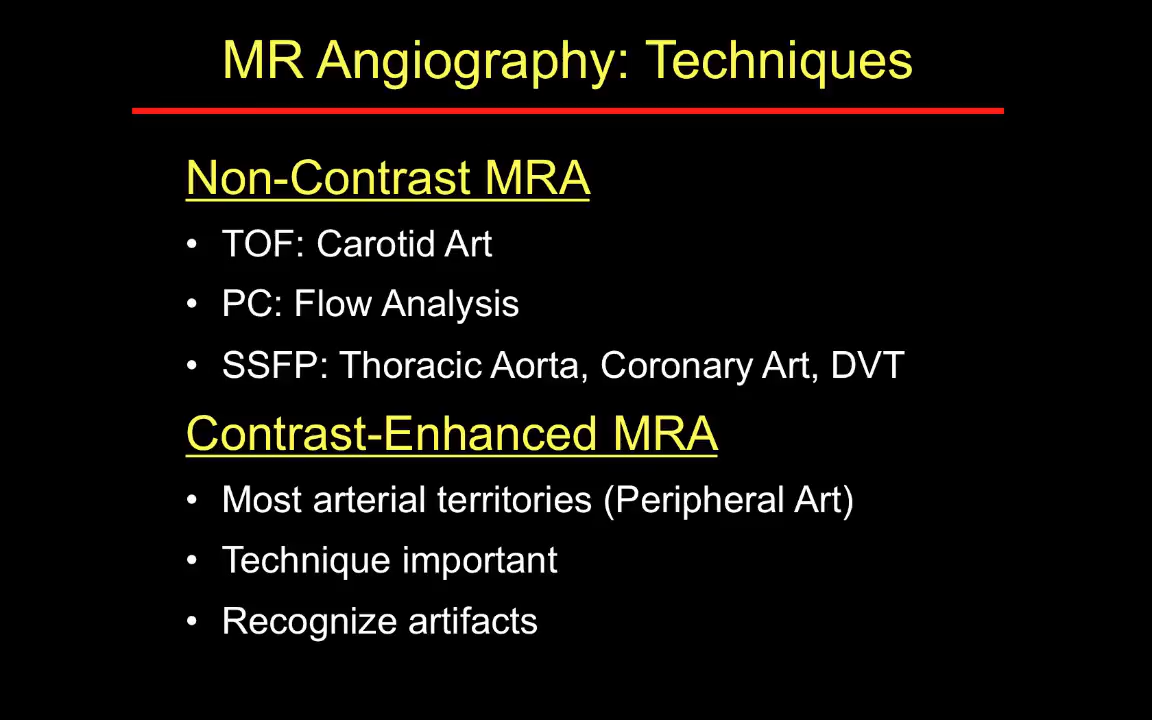 MR Angiography: Techniques
Non-Contrast MRA
• TOF: Carotid Art
• PC: Flow Analysis
• SSFP: Thoracic Aorta, Coronary Art, DVT
Contrast-Enhanced MRA
• Most arterial territories (Peripheral Art)
• Technique important
• Recognize artifacts